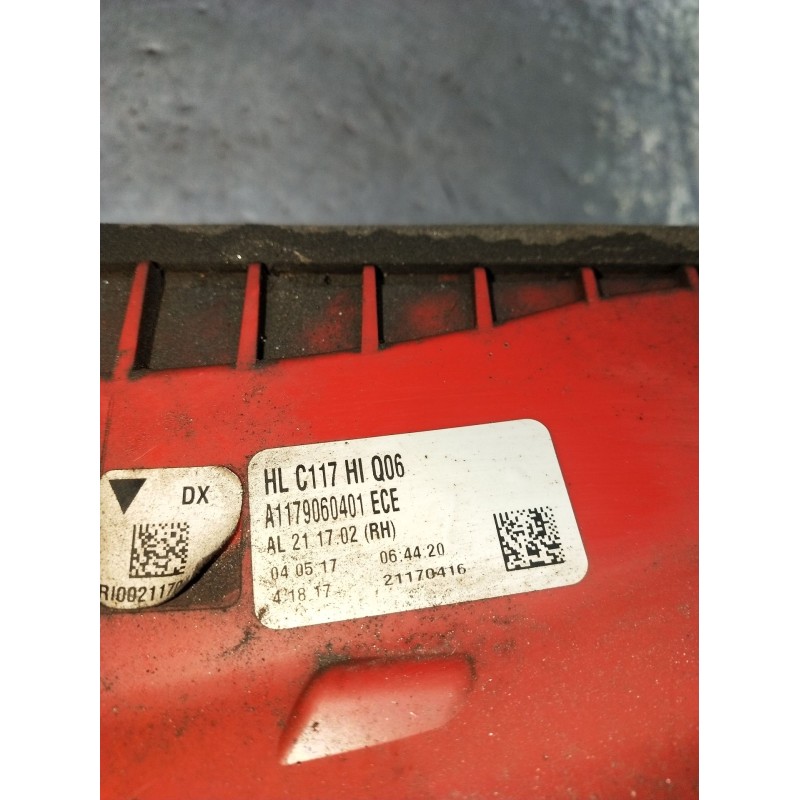 HL C117 HI Q06
A1179060401 ECE
AL 21 17.02 (RH)
04 05.17 06.44.20
4 18 17 21170416
DX